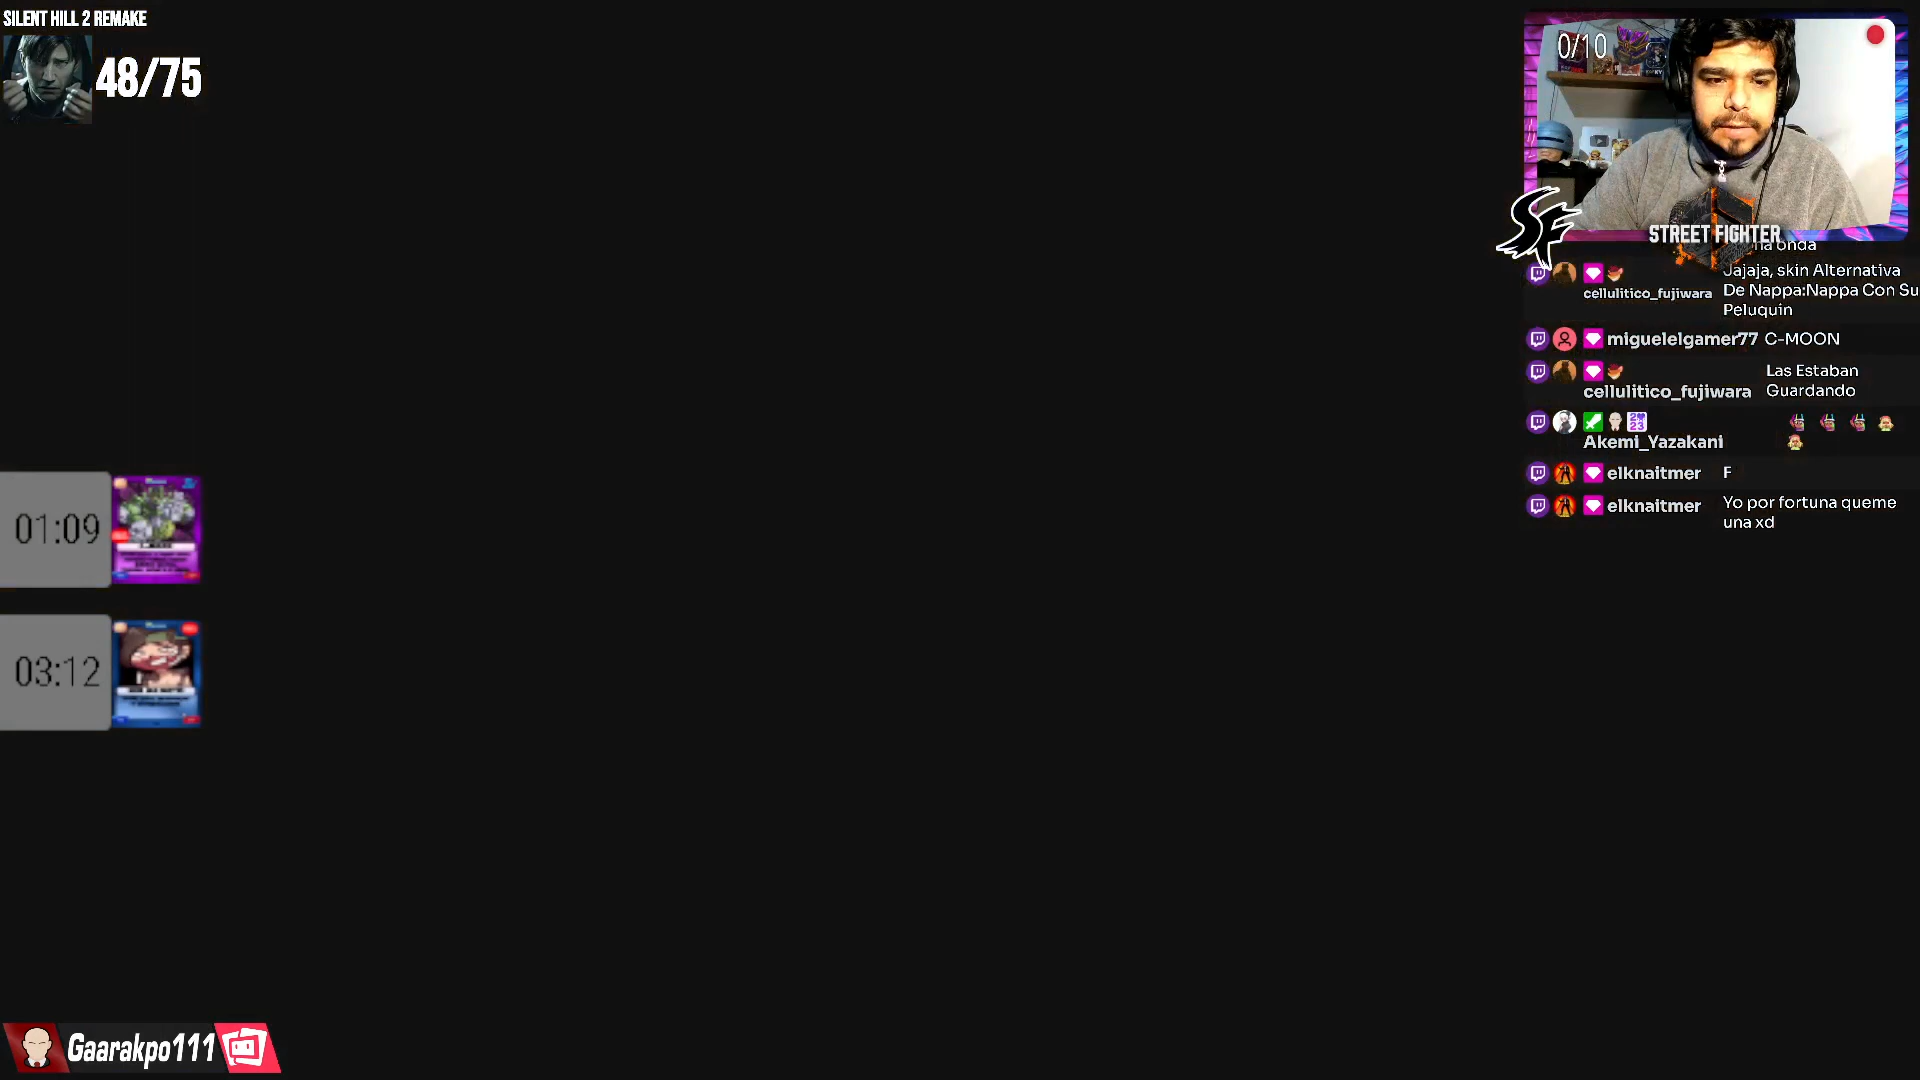 SILENT HILL 2 REMAKE
48/75
0/10
STREET FIGHTER
onda
cellulitico_fujiwara Jajaja, skin Alternativa
De Nappa:Nappa Con Su
Peluquin
miguelelgamer77 C-MOON
cellulitico_fujiwara Las Estaban
Guardando
Akemi_Yazakani
elknaitmer F
elknaitmer Yo por fortuna queme
una xd
01:09
03:12
Gaarakpo111